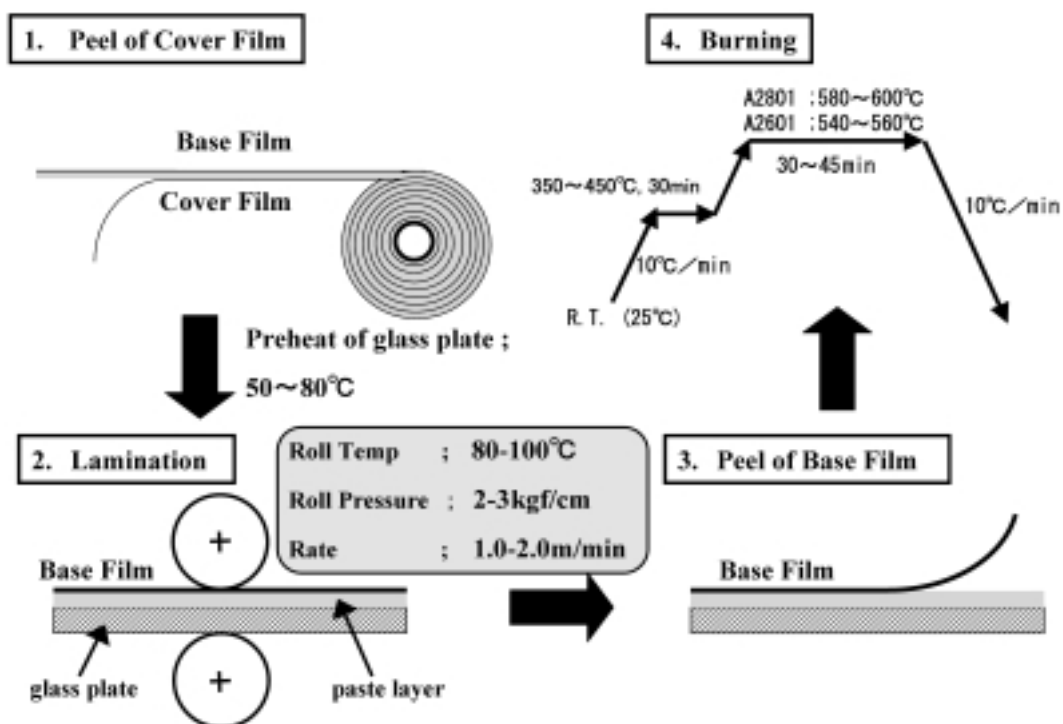 1. Peel of Cover Film
Base Film
Cover Film
Preheat of glass plate ;
50～80℃
2. Lamination
Roll Temp ; 80-100℃
Roll Pressure ; 2-3kgf/cm
Rate ; 1.0-2.0m/min
Base Film
+
+
glass plate
paste layer
3. Peel of Base Film
Base Film
4. Burning
A2801 ;580～600℃
A2601 ;540～560℃
30～45min
350～450℃, 30min
10℃／min
10℃／min
R.T. (25℃)